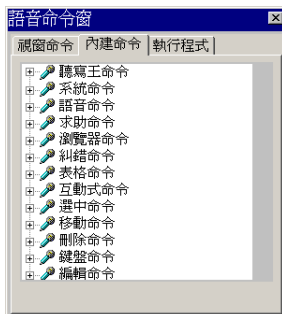 語音命令窗
視窗命令 內建命令 執行程式
聽寫王命令
系統命令
語音命令
求助命令
瀏覽器命令
糾錯命令
表格命令
互動式命令
選中命令
移動命令
刪除命令
鍵盤命令
編輯命令